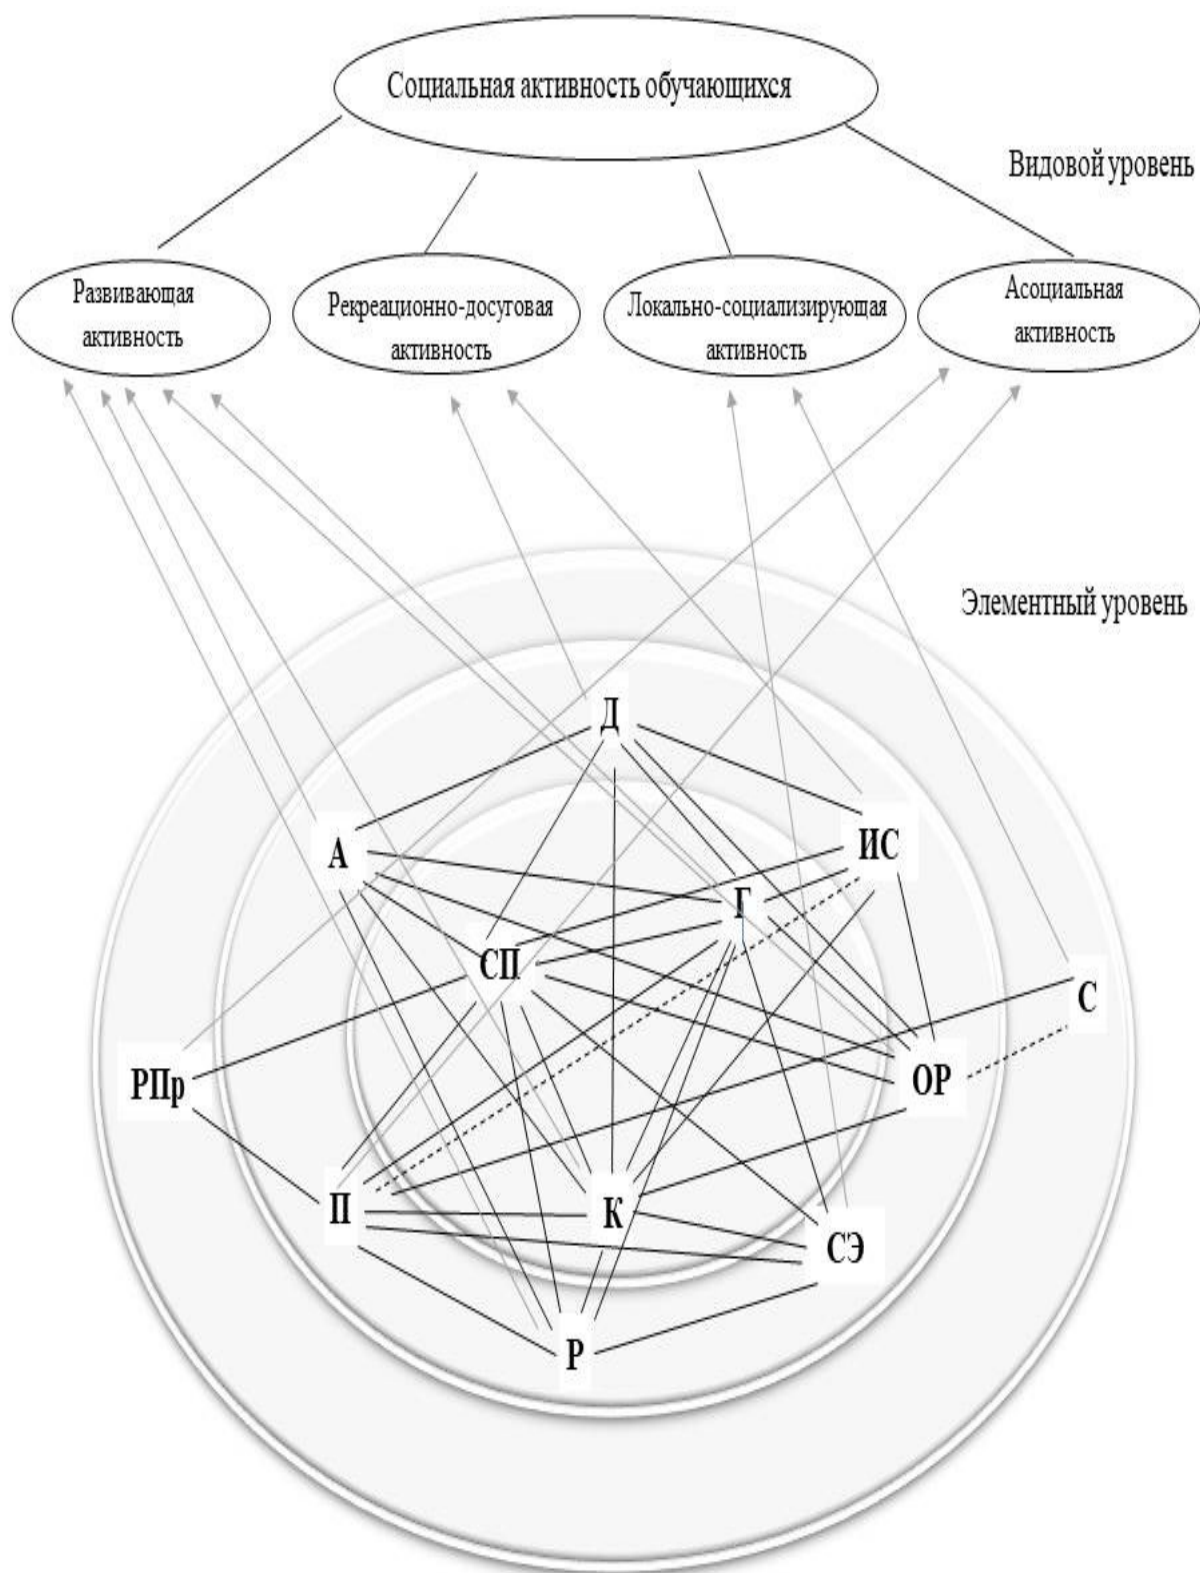 Социальная активность обучающихся
Видовой уровень
Развивающая
активность
Рекреационно-досуговая
активность
Локально-социализирующая
активность
Асоциальная
активность
Элементный уровень
Д
А
ИС
Г
СП
С
РПр
ОР
П
К
СЭ
Р